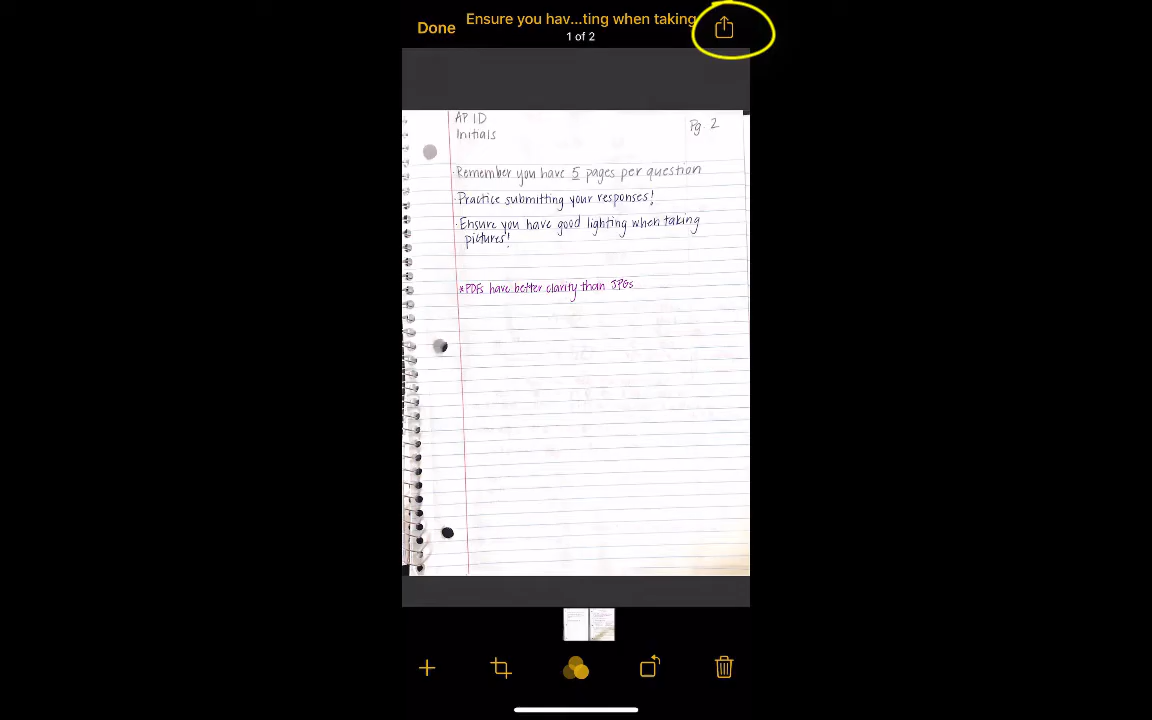 Done
Ensure you hav...ting when taking
1 of 2
AP ID
Initials
Pg. 2
· Remember you have 5 pages per question
· Practice submitting your responses!
· Ensure you have good lighting when taking
pictures!
*PDFs have better clarity than JPGs